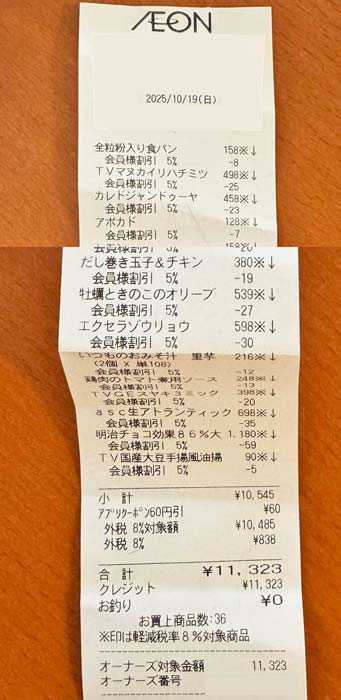 ÆON
2025/10/19(日)
全粒粉入り食パン 158※↓
会員様割引 5% -8
TVマヌカイリハチミツ 498※↓
会員様割引 5% -25
カレドジャンドゥーヤ 458※↓
会員様割引 5% -23
アボカド 128※↓
会員様割引 5% -7
だし巻き玉子&チキン 380※↓
会員様割引 5% -19
牡蠣ときのこのオリーブ 539※↓
会員様割引 5% -27
エクセラゾウリョウ 598※↓
会員様割引 5% -30
いつものおみそ汁 里芋 216※↓
(2個 X 単108)
会員様割引 5% -12
鶏肉のトマト煮用ソース 248※↓
会員様割引 5% -13
398※↓
会員様割引 5% -20
asc生アトランティック 698※↓
会員様割引 5% -35
明治チョコ効果86%大 1,180※↓
会員様割引 5% -59
TV国産大豆手揚風油揚 90※↓
会員様割引 5% -5
小 計 ¥10,545
ｱﾌﾟﾘｸｰﾎﾟﾝ60円引 ¥60
外税 8%対象額 ¥10,485
外税 8% ¥838
合 計 ¥11,323
クレジット ¥11,323
お釣り ¥0
お買上商品数:36
※印は軽減税率8%対象商品
オーナーズ対象金額 11,323
オーナーズ番号